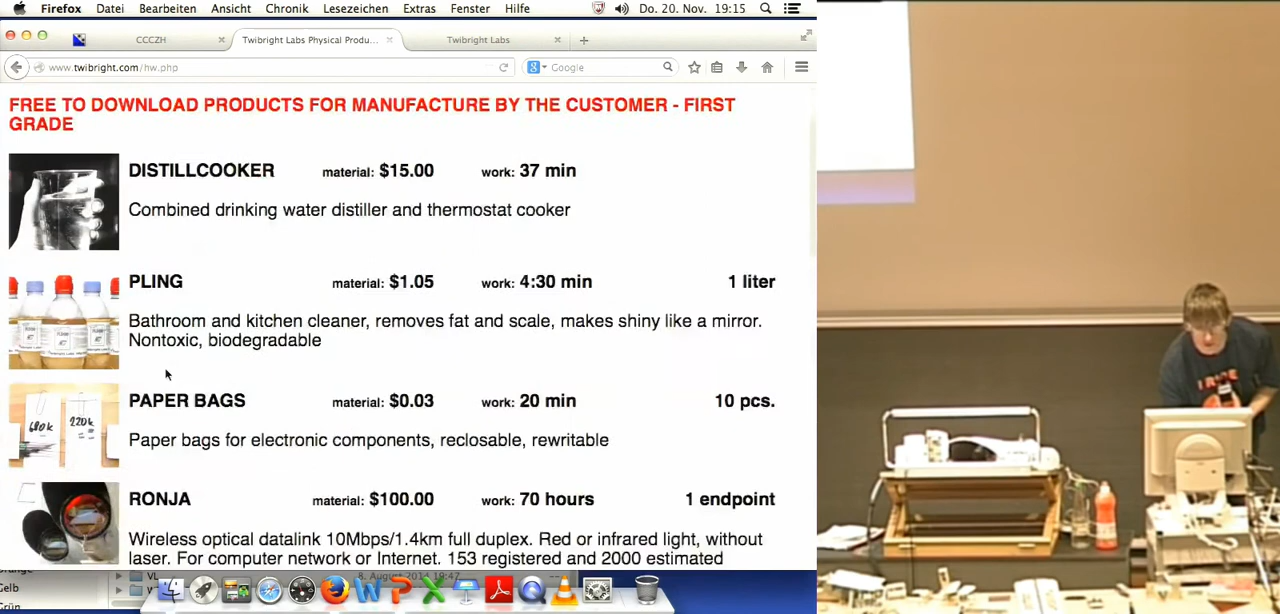 Firefox Datei Bearbeiten Ansicht Chronik Lesezeichen Extras Fenster Hilfe Do. 20. Nov. 19:15
CCCZH Twibright Labs Physical Produ... Twibright Labs
www.twibright.com/hw.php Google
FREE TO DOWNLOAD PRODUCTS FOR MANUFACTURE BY THE CUSTOMER - FIRST
GRADE
DISTILLCOOKER material: $15.00 work: 37 min
Combined drinking water distiller and thermostat cooker
PLING material: $1.05 work: 4:30 min 1 liter
Bathroom and kitchen cleaner, removes fat and scale, makes shiny like a mirror.
Nontoxic, biodegradable
PAPER BAGS material: $0.03 work: 20 min 10 pcs.
680k 220k
Paper bags for electronic components, reclosable, rewritable
RONJA material: $100.00 work: 70 hours 1 endpoint
Wireless optical datalink 10Mbps/1.4km full duplex. Red or infrared light, without
laser. For computer network or Internet. 153 registered and 2000 estimated
Gelb
Grün